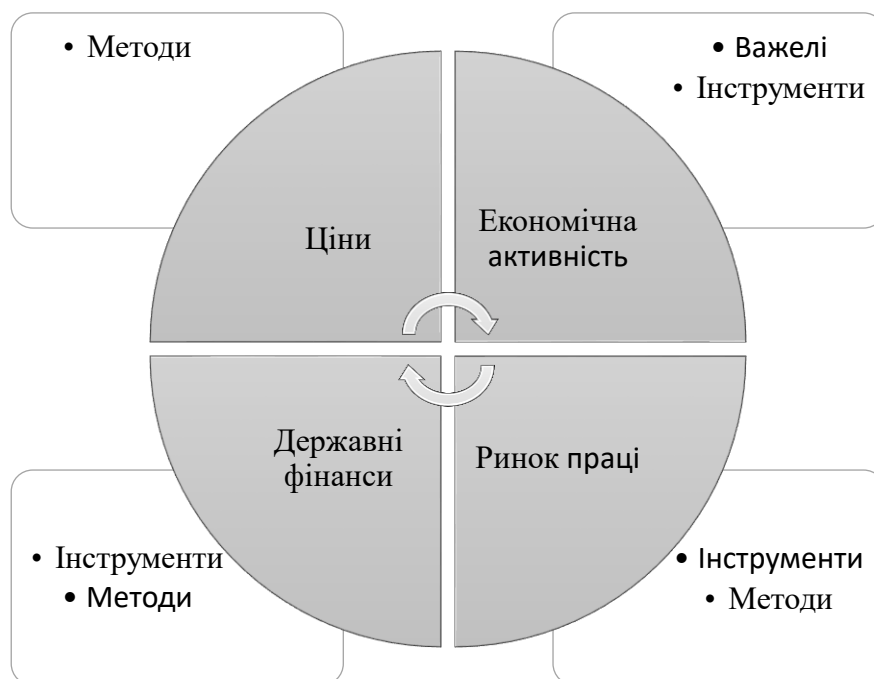 • Методи
• Важелі
• Інструменти
Ціни
Економічна
активність
Державні
фінанси
Ринок праці
• Інструменти
• Методи
• Інструменти
• Методи